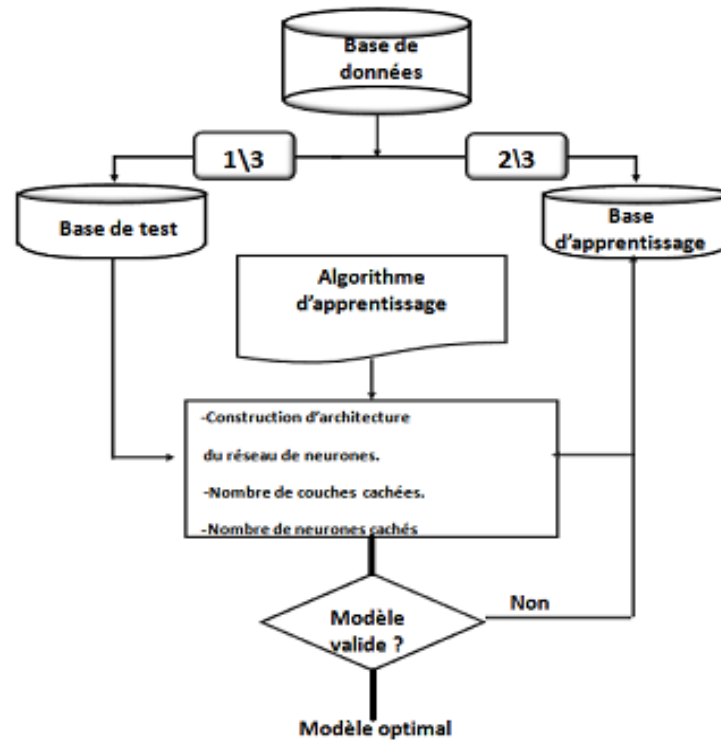 Base de
données
1\3
2\3
Base de test
Base
d'apprentissage
Algorithme
d'apprentissage
-Construction d'architecture
du réseau de neurones.
-Nombre de couches cachées.
-Nombre de neurones cachés
Modèle
valide ?
Non
Modèle optimal